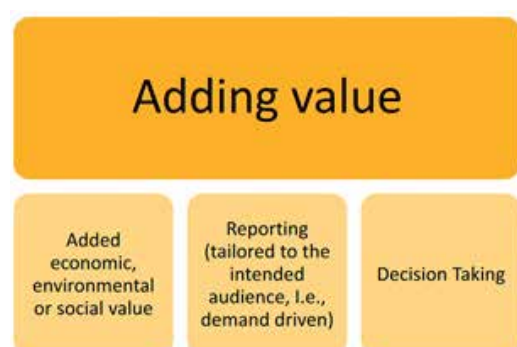 Adding value
Added
economic,
environmental
or social value
Reporting
(tailored to the
intended
audience, I.e.,
demand driven)
Decision Taking